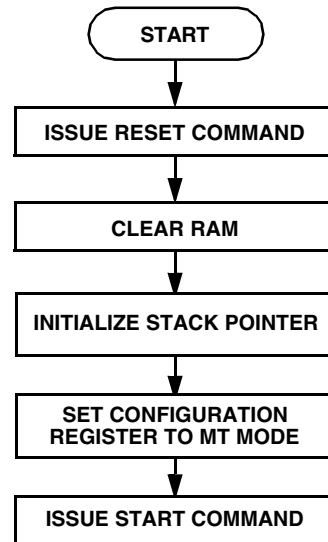 START
ISSUE RESET COMMAND
CLEAR RAM
INITIALIZE STACK POINTER
SET CONFIGURATION
REGISTER TO MT MODE
ISSUE START COMMAND